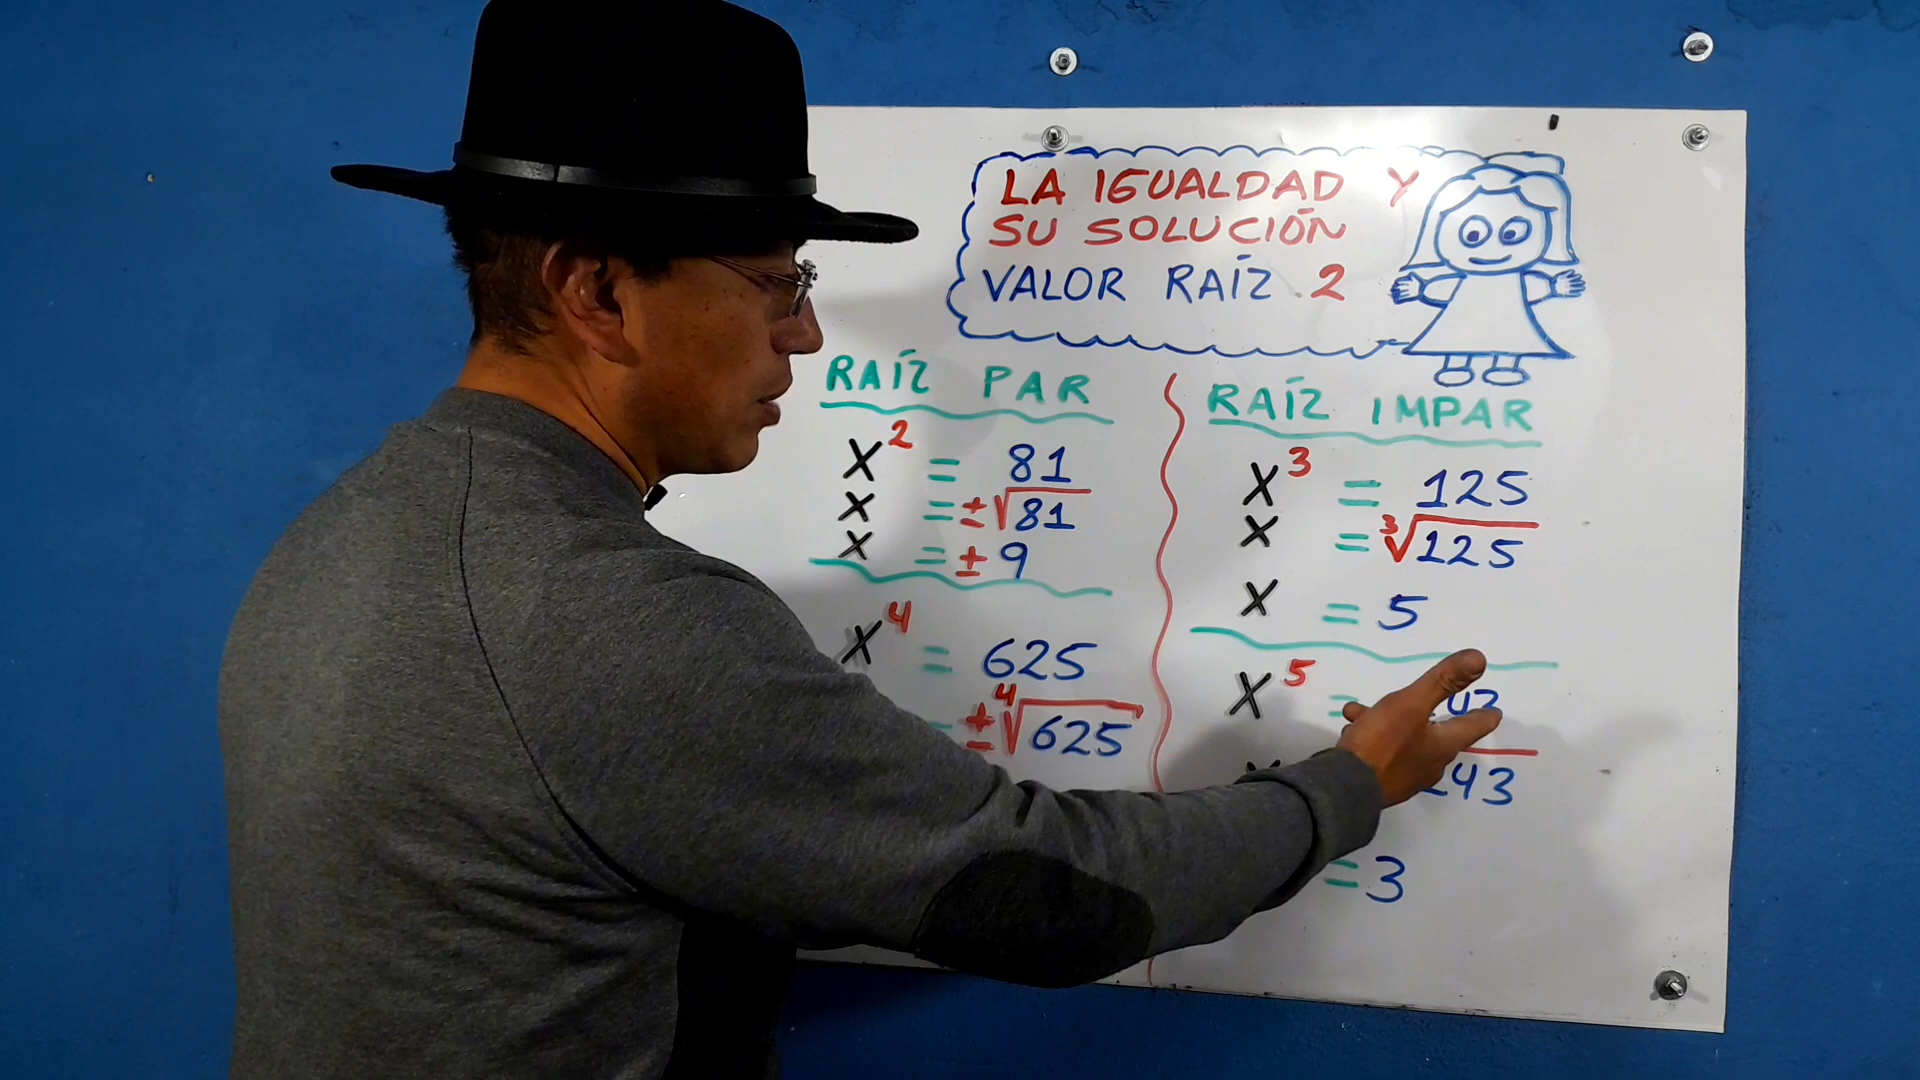 LA IGUALDAD Y
SU SOLUCIÓN
VALOR RAÍZ 2
RAÍZ PAR
X² = 81
X = ±√81
X = ±9
X⁴ = 625
= ±⁴√625
RAÍZ IMPAR
X³ = 125
X = ³√125
X = 5
X⁵ = 43
X 243
= 3